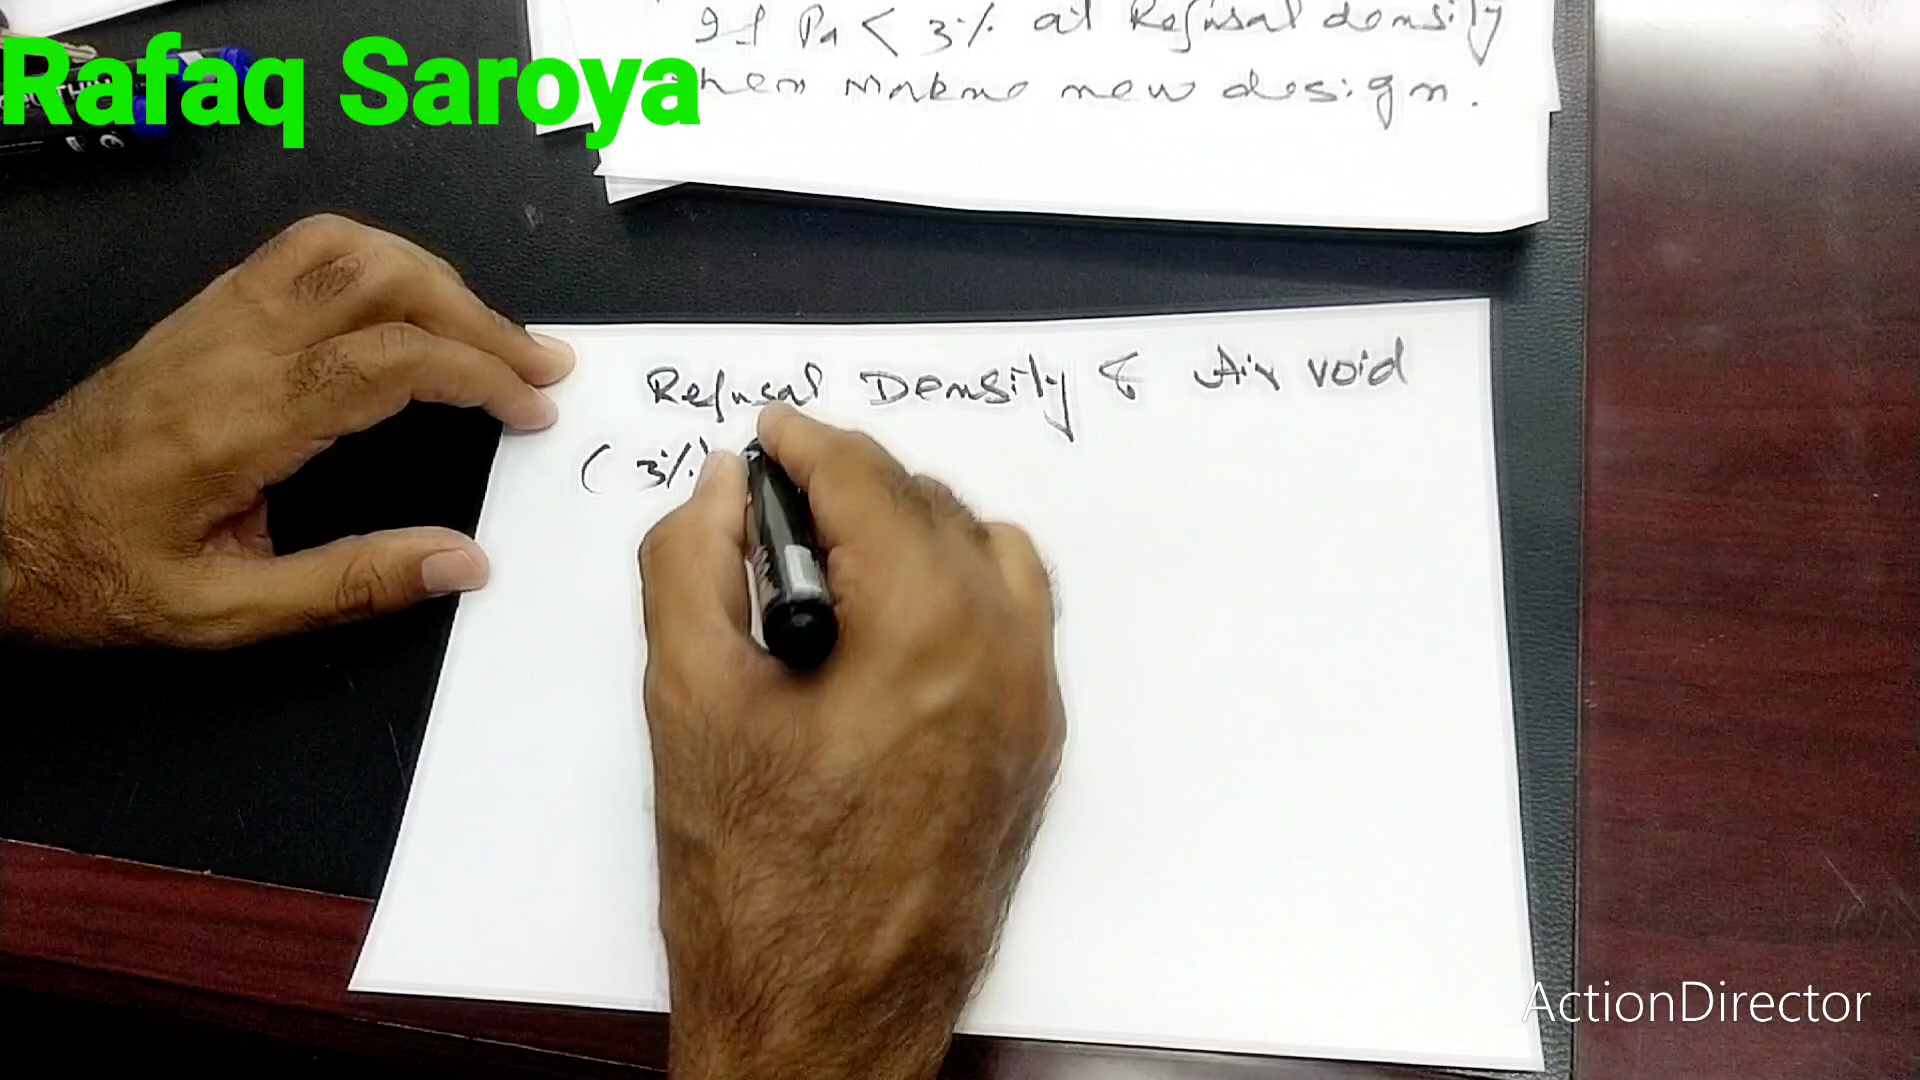 If Pa < 3% at Refusal density
Rafaq Saroya
then make new design.
Refusal Density & Air void
(3%)
ActionDirector